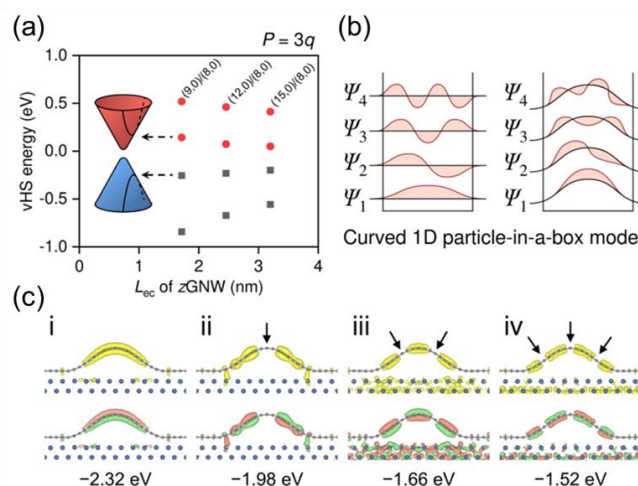 (a)
P = 3q
vHS energy (eV)
1.0
0.5
0.0
-0.5
-1.0
(9,0)/(8,0)
(12,0)/(8,0)
(15,0)/(8,0)
0 1 2 3 4
Lec of zGNW (nm)
(b)
Ψ4 Ψ4
Ψ3 Ψ3
Ψ2 Ψ2
Ψ1 Ψ1
Curved 1D particle-in-a-box mode
(c)
i ii iii iv
−2.32 eV −1.98 eV −1.66 eV −1.52 eV